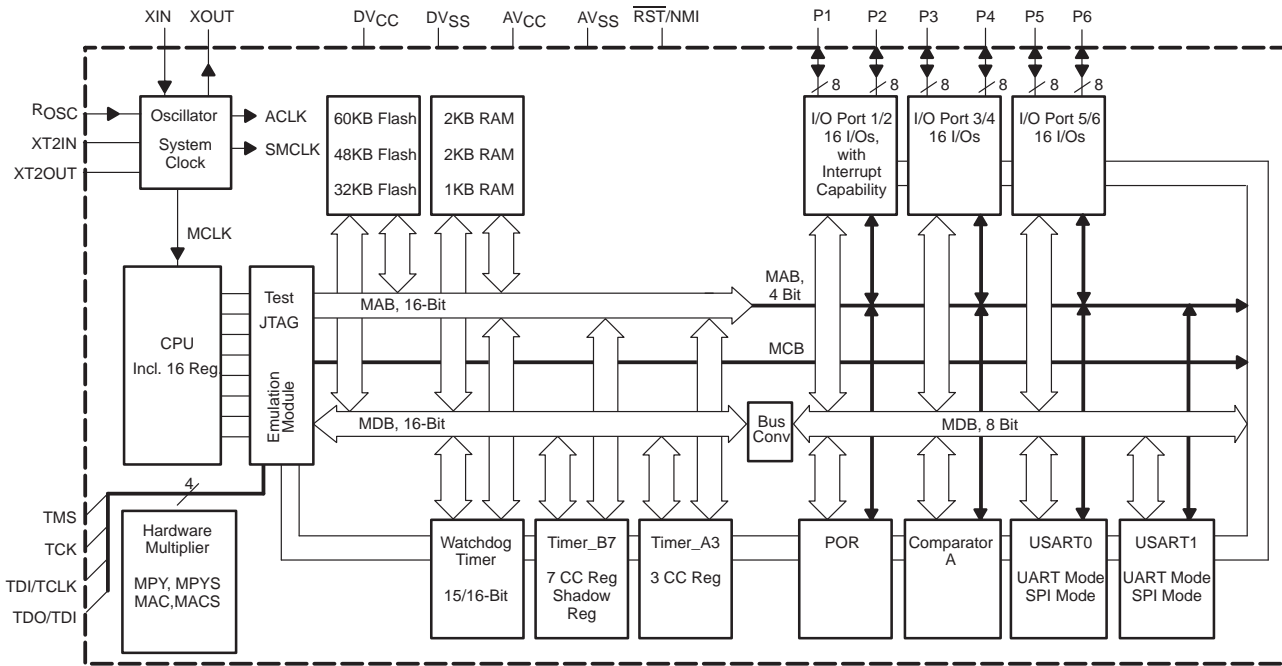 XIN XOUT DVCC DVSS AVCC AVSS RST/NMI P1 P2 P3 P4 P5 P6
8 8 8 8 8 8
ROSC
XT2IN
XT2OUT
Oscillator
System
Clock
ACLK
SMCLK
60KB Flash
48KB Flash
32KB Flash
2KB RAM
2KB RAM
1KB RAM
I/O Port 1/2
16 I/Os,
with
Interrupt
Capability
I/O Port 3/4
16 I/Os
I/O Port 5/6
16 I/Os
MCLK
CPU
Incl. 16 Reg.
Test
JTAG
Emulation
Module
MAB, 16-Bit
MAB,
4 Bit
MCB
MDB, 16-Bit
Bus
Conv
MDB, 8 Bit
4
TMS
TCK
TDI/TCLK
TDO/TDI
Hardware
Multiplier
MPY, MPYS
MAC,MACS
Watchdog
Timer
15/16-Bit
Timer_B7
7 CC Reg
Shadow
Reg
Timer_A3
3 CC Reg
POR
Comparator
A
USART0
UART Mode
SPI Mode
USART1
UART Mode
SPI Mode